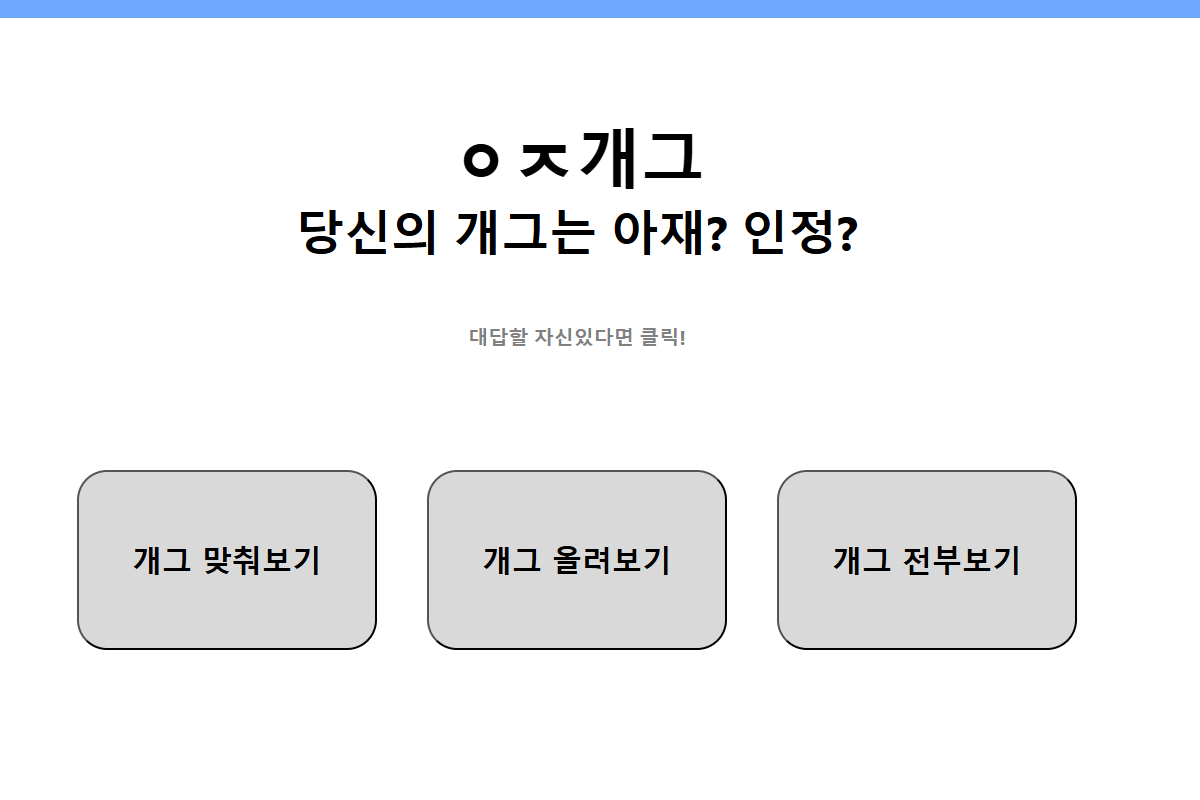 ㅇㅈ개그
당신의 개그는 아재? 인정?
대답할 자신있다면 클릭!
개그 맞춰보기
개그 올려보기
개그 전부보기